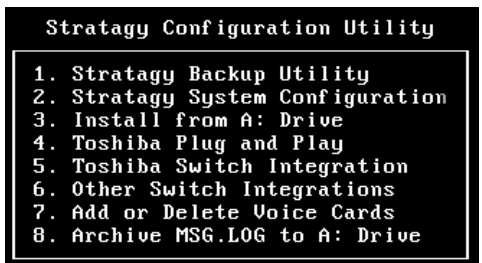 Stratagy Configuration Utility
1. Stratagy Backup Utility
2. Stratagy System Configuration
3. Install from A: Drive
4. Toshiba Plug and Play
5. Toshiba Switch Integration
6. Other Switch Integrations
7. Add or Delete Voice Cards
8. Archive MSG.LOG to A: Drive